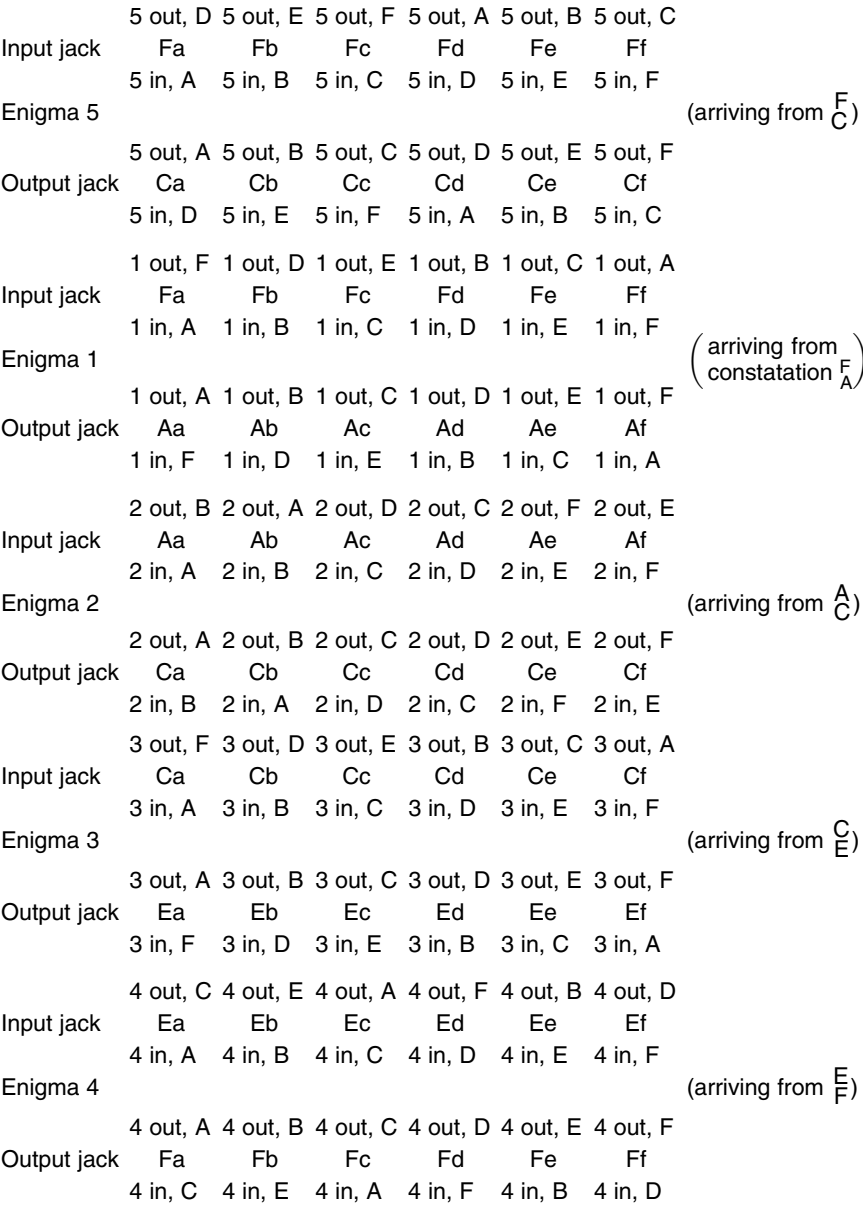 5 out, D 5 out, E 5 out, F 5 out, A 5 out, B 5 out, C
Input jack Fa Fb Fc Fd Fe Ff
5 in, A 5 in, B 5 in, C 5 in, D 5 in, E 5 in, F
Enigma 5 (arriving from F C)
5 out, A 5 out, B 5 out, C 5 out, D 5 out, E 5 out, F
Output jack Ca Cb Cc Cd Ce Cf
5 in, D 5 in, E 5 in, F 5 in, A 5 in, B 5 in, C
1 out, F 1 out, D 1 out, E 1 out, B 1 out, C 1 out, A
Input jack Fa Fb Fc Fd Fe Ff
1 in, A 1 in, B 1 in, C 1 in, D 1 in, E 1 in, F
Enigma 1 (arriving from
constatation F A)
1 out, A 1 out, B 1 out, C 1 out, D 1 out, E 1 out, F
Output jack Aa Ab Ac Ad Ae Af
1 in, F 1 in, D 1 in, E 1 in, B 1 in, C 1 in, A
2 out, B 2 out, A 2 out, D 2 out, C 2 out, F 2 out, E
Input jack Aa Ab Ac Ad Ae Af
2 in, A 2 in, B 2 in, C 2 in, D 2 in, E 2 in, F
Enigma 2 (arriving from A C)
2 out, A 2 out, B 2 out, C 2 out, D 2 out, E 2 out, F
Output jack Ca Cb Cc Cd Ce Cf
2 in, B 2 in, A 2 in, D 2 in, C 2 in, F 2 in, E
3 out, F 3 out, D 3 out, E 3 out, B 3 out, C 3 out, A
Input jack Ca Cb Cc Cd Ce Cf
3 in, A 3 in, B 3 in, C 3 in, D 3 in, E 3 in, F
Enigma 3 (arriving from C E)
3 out, A 3 out, B 3 out, C 3 out, D 3 out, E 3 out, F
Output jack Ea Eb Ec Ed Ee Ef
3 in, F 3 in, D 3 in, E 3 in, B 3 in, C 3 in, A
4 out, C 4 out, E 4 out, A 4 out, F 4 out, B 4 out, D
Input jack Ea Eb Ec Ed Ee Ef
4 in, A 4 in, B 4 in, C 4 in, D 4 in, E 4 in, F
Enigma 4 (arriving from E F)
4 out, A 4 out, B 4 out, C 4 out, D 4 out, E 4 out, F
Output jack Fa Fb Fc Fd Fe Ff
4 in, C 4 in, E 4 in, A 4 in, F 4 in, B 4 in, D